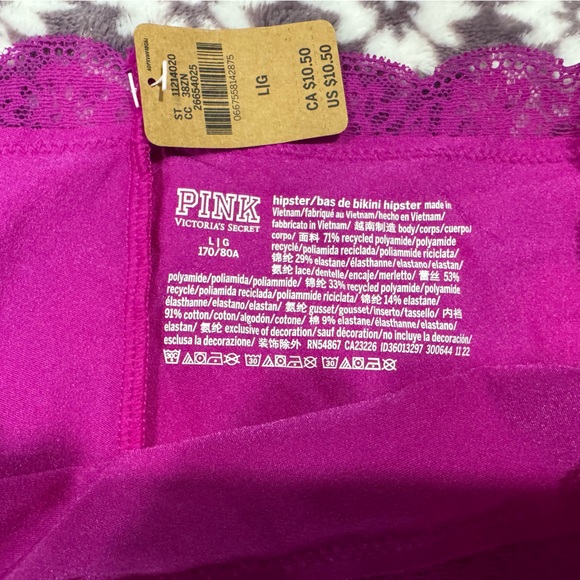 ST 11214020
CC 38ZN
26654025
0667558142875
L|G
CA $10.50
US $10.50
PINK
VICTORIA'S SECRET
L|G
170/80A
hipster/bas de bikini hipster made in
Vietnam/fabriqué au Vietnam/hecho en Vietnam/
fabbricato in Vietnam/ 越南制造 body/corps/cuerpo/
corpo/ 面料 71% recycled polyamide/polyamide
recyclé/poliamida reciclada/poliammide riciclata/
锦纶 29% elastane/élasthanne/elastano/elastan/
氨纶 lace/dentelle/encaje/merletto/ 蕾丝 53%
polyamide/poliamida/poliammide/ 锦纶 33% recycled polyamide/polyamide
recyclé/poliamida reciclada/poliammide riciclata/ 锦纶 14% elastane/
élasthanne/elastano/elastan/ 氨纶 gusset/gousset/inserto/tassello/ 内裆
91% cotton/coton/algodón/cotone/ 棉 9% elastane/élasthanne/elastano/
elastan/ 氨纶 exclusive of decoration/sauf décoration/no incluye la decoración/
esclusa la decorazione/ 装饰除外 RN54867 CA23226 ID36013297 300644 11 22
30 30